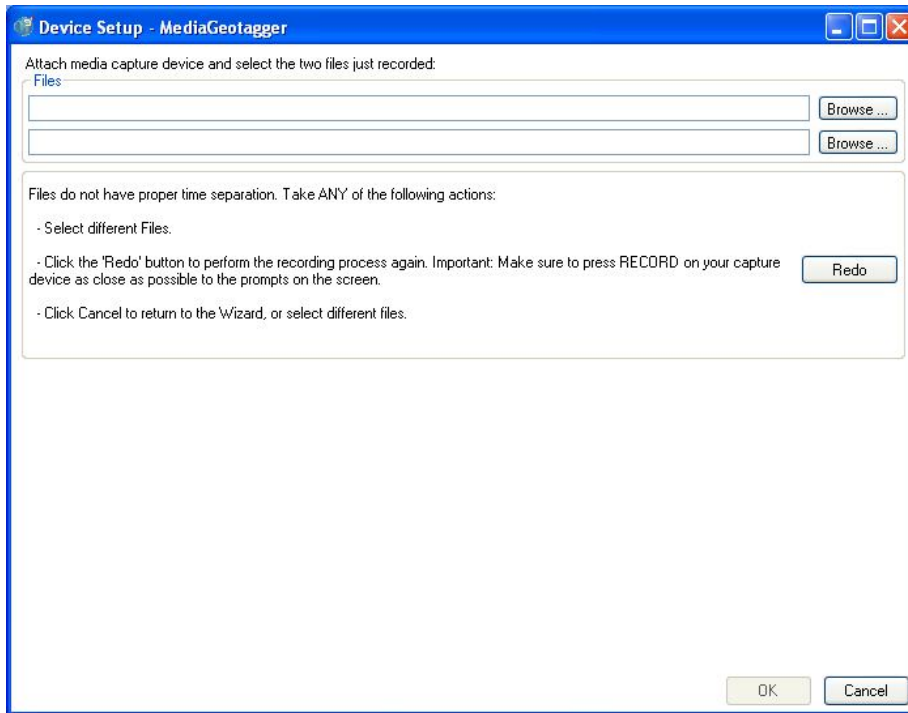 Device Setup - MediaGeotagger
Attach media capture device and select the two files just recorded:
Files
Browse ...
Browse ...
Files do not have proper time separation. Take ANY of the following actions:
- Select different Files.
- Click the 'Redo' button to perform the recording process again. Important: Make sure to press RECORD on your capture
device as close as possible to the prompts on the screen.
Redo
- Click Cancel to return to the Wizard, or select different files.
OK
Cancel